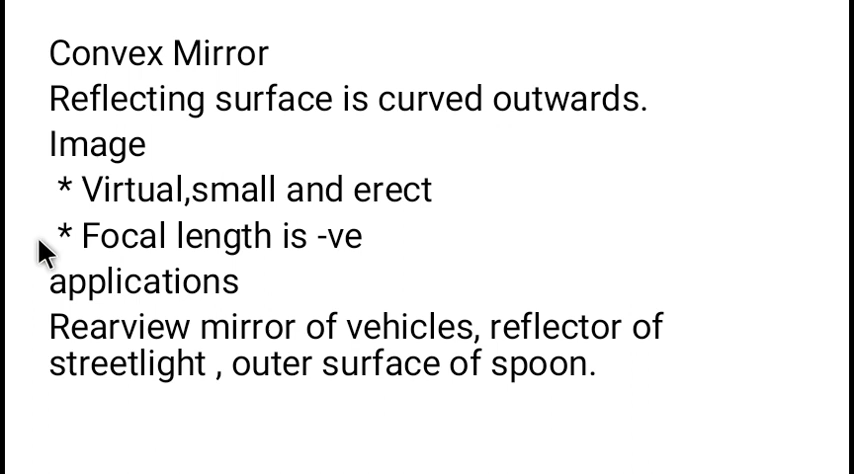 Convex Mirror
Reflecting surface is curved outwards.
Image
* Virtual,small and erect
* Focal length is -ve
applications
Rearview mirror of vehicles, reflector of
streetlight , outer surface of spoon.